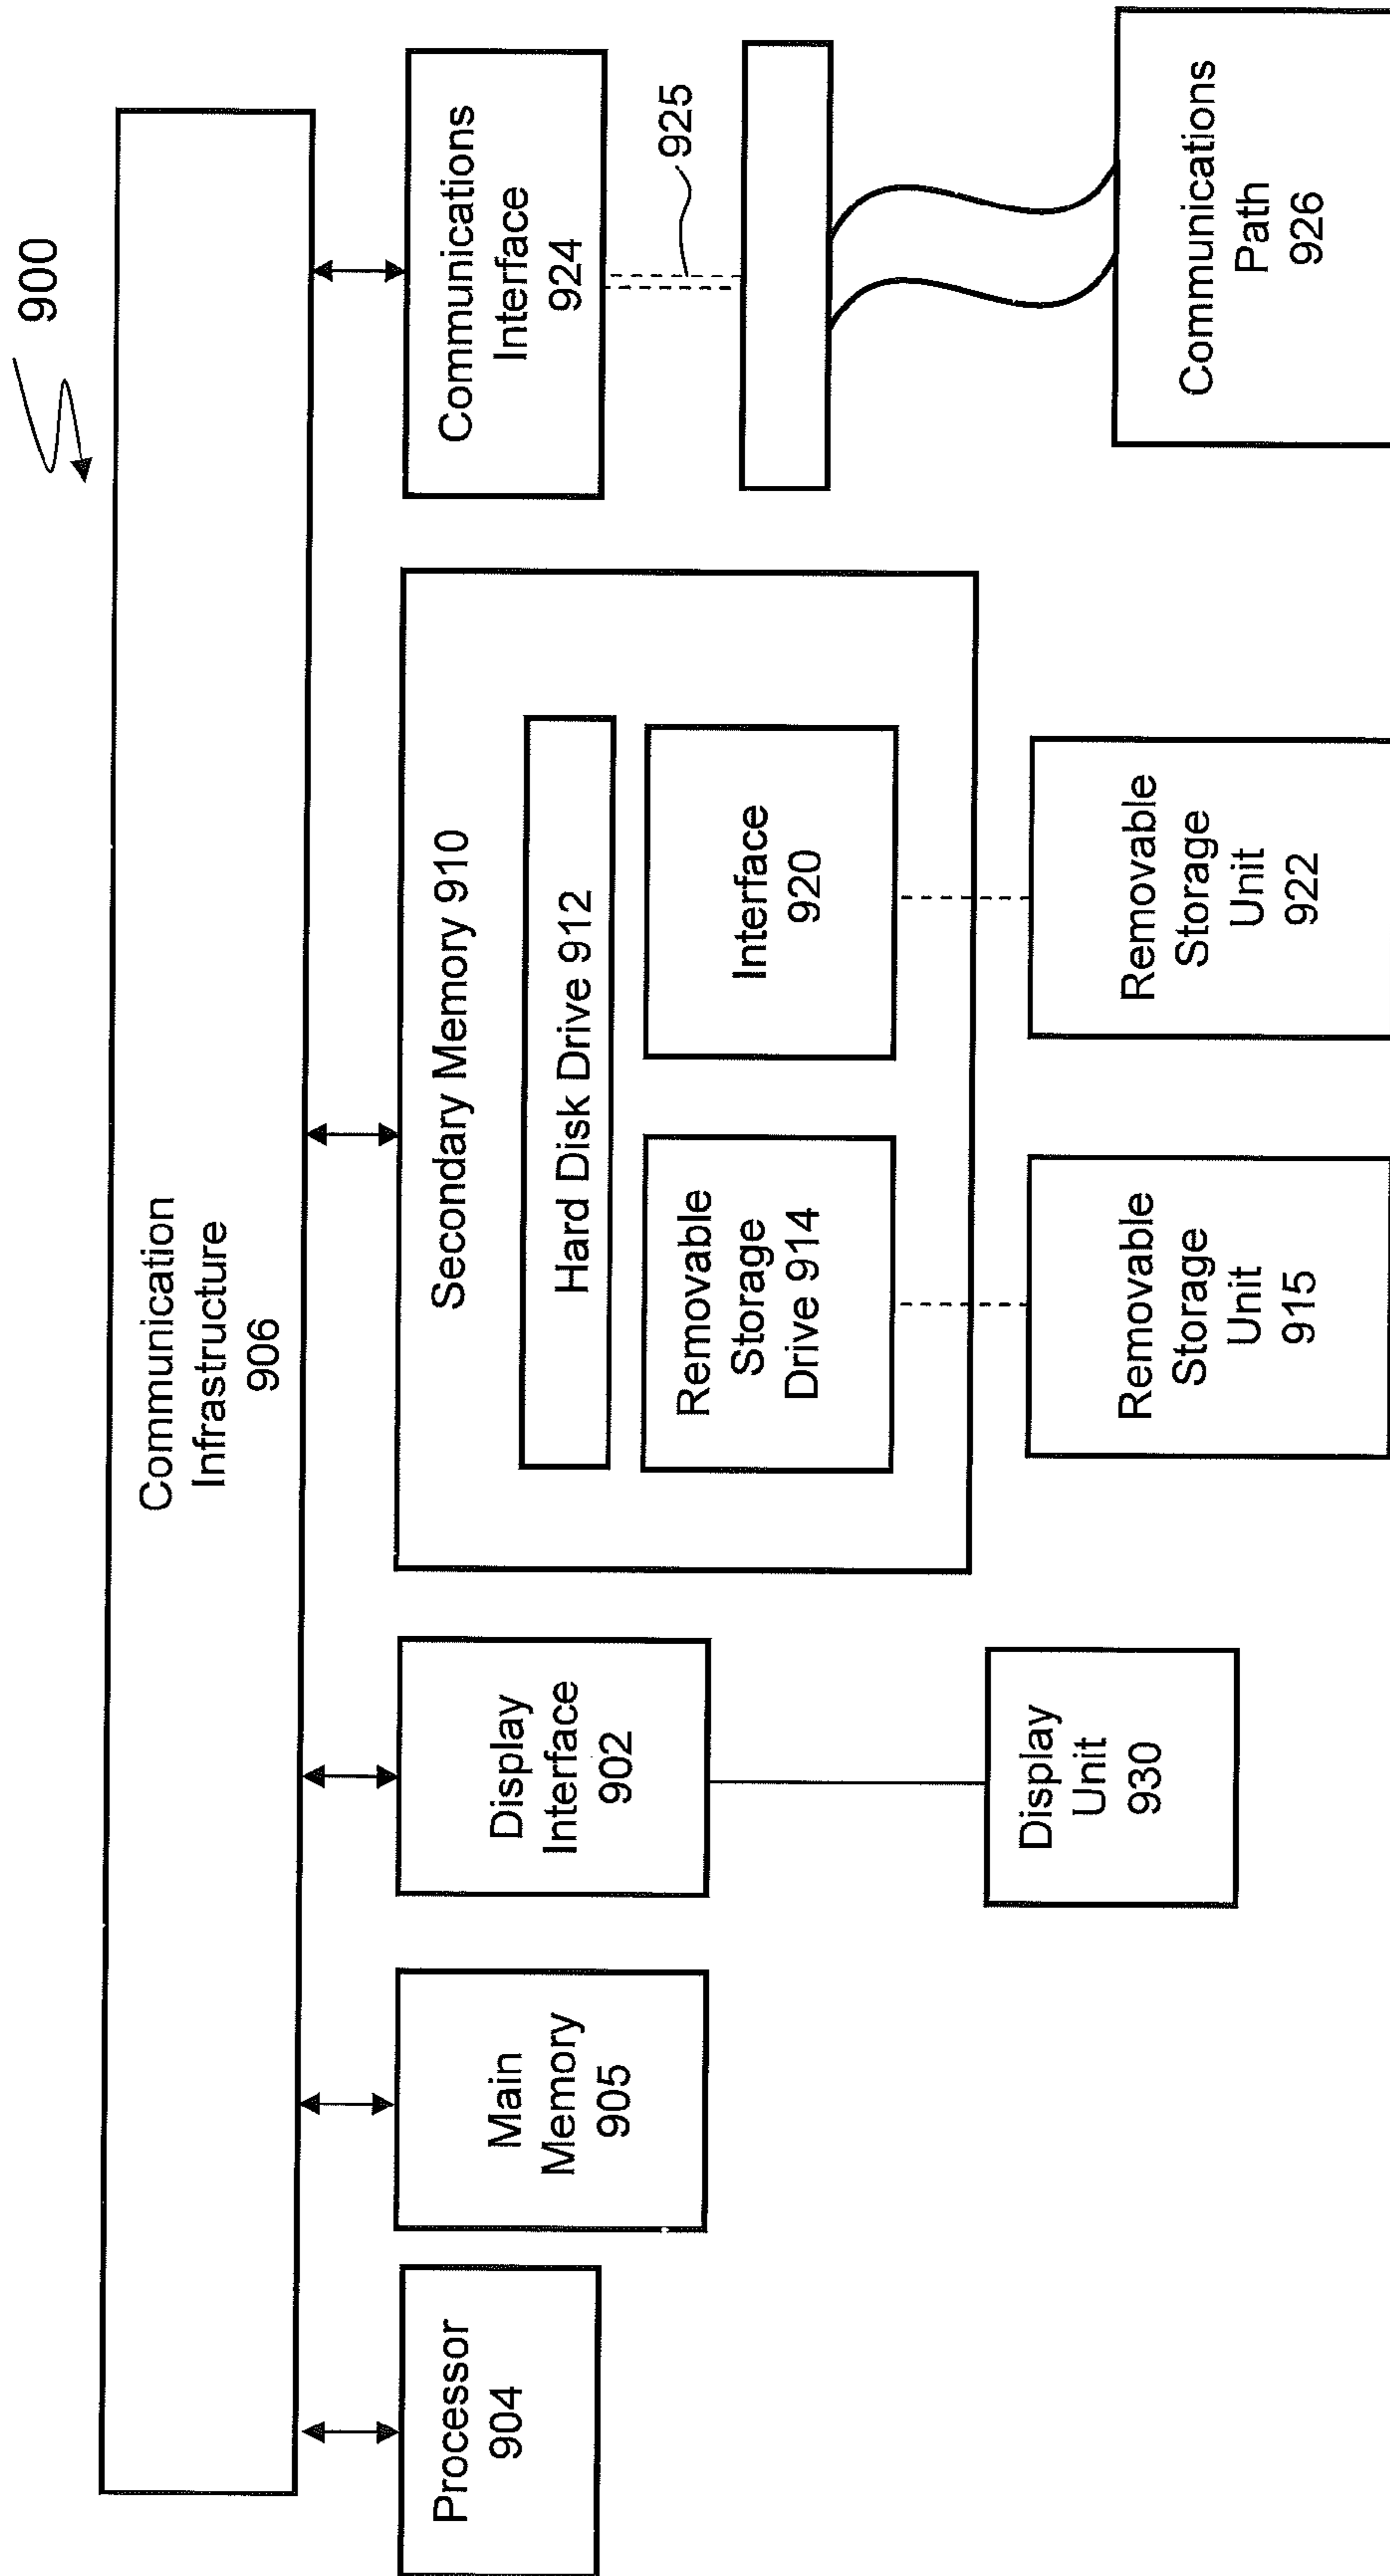 900
Communication
Infrastructure
906
Processor
904
Main
Memory
905
Display
Interface
902
Display
Unit
930
Secondary Memory 910
Hard Disk Drive 912
Removable
Storage
Drive 914
Interface
920
Removable
Storage
Unit
915
Removable
Storage
Unit
922
Communications
Interface
924
925
Communications
Path
926